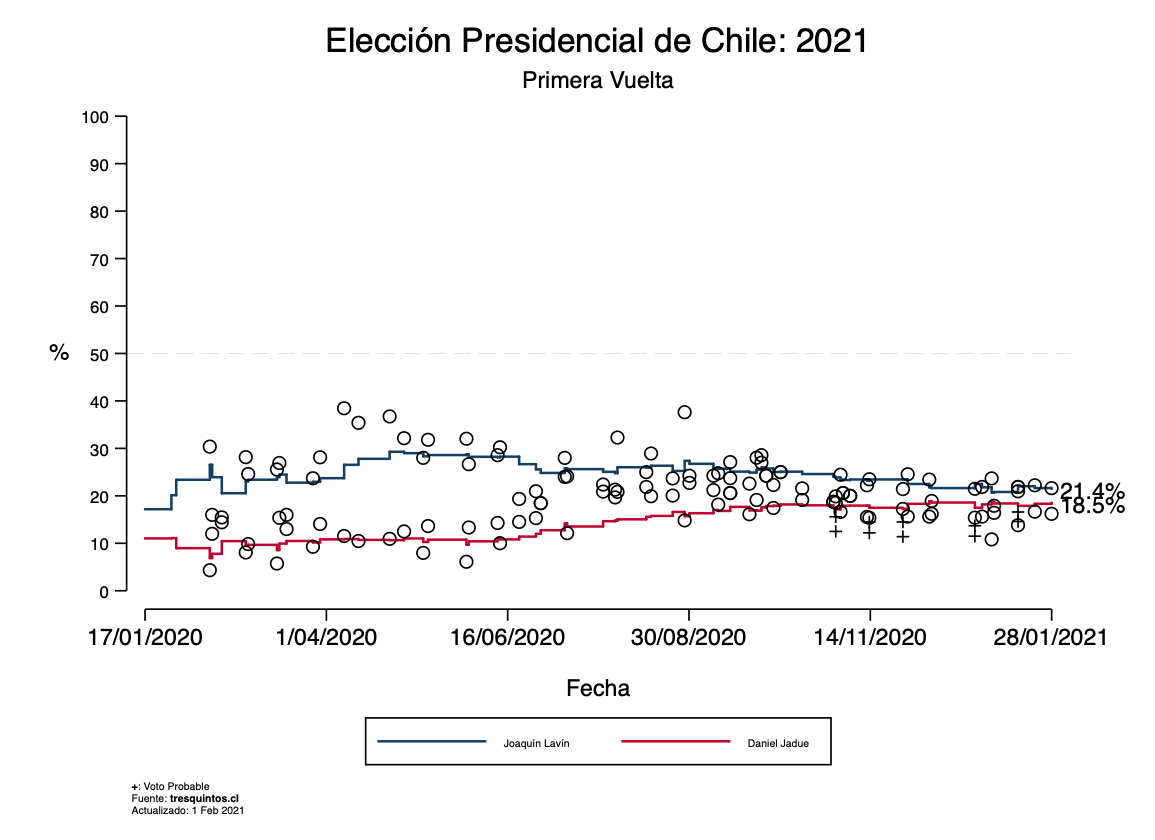 Elección Presidencial de Chile: 2021
Primera Vuelta
100
90
80
70
60
% 50
40
30
20
10
0
21.4%
18.5%
17/01/2020 1/04/2020 16/06/2020 30/08/2020 14/11/2020 28/01/2021
Fecha
Joaquín Lavín Daniel Jadue
+: Voto Probable
Fuente: tresquintos.cl
Actualizado: 1 Feb 2021